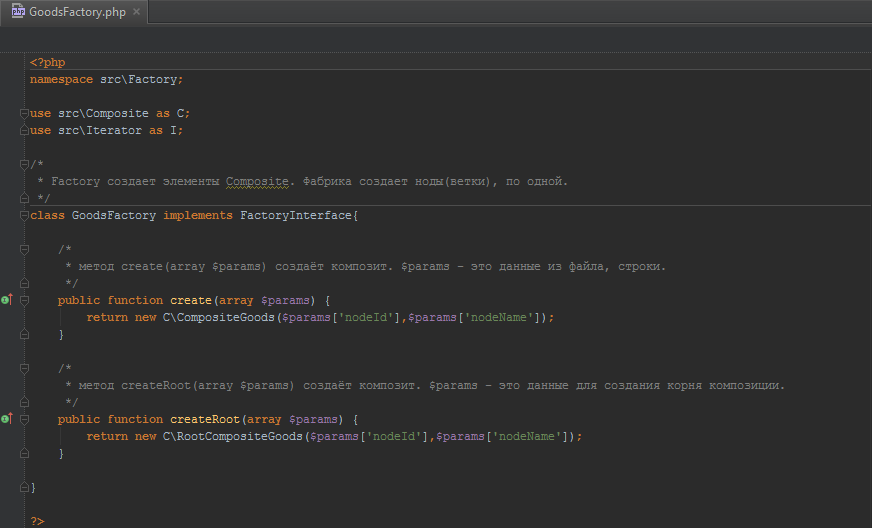 GoodsFactory.php
<?php
namespace src\Factory;
use src\Composite as C;
use src\Iterator as I;
/*
* Factory создает элементы Composite. Фабрика создает ноды(ветки), по одной.
*/
class GoodsFactory implements FactoryInterface{
/*
* метод create(array $params) создаёт композит. $params - это данные из файла, строки.
*/
public function create(array $params) {
return new C\CompositeGoods($params['nodeId'],$params['nodeName']);
}
/*
* метод createRoot(array $params) создаёт композит. $params - это данные для создания корня композиции.
*/
public function createRoot(array $params) {
return new C\RootCompositeGoods($params['nodeId'],$params['nodeName']);
}
}
?>